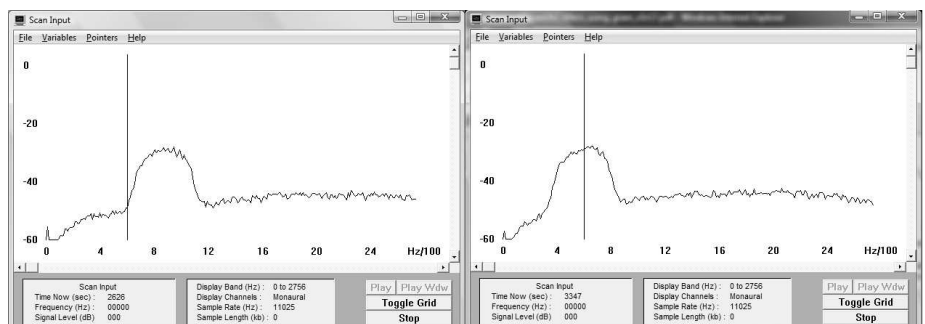 Scan Input
File Variables Pointers Help
0
-20
-40
-60
0 4 8 12 16 20 24 Hz/100
Scan Input
Time Now (sec) : 2626
Frequency (Hz) : 00000
Signal Level (dB) 000
Display Band (Hz) : 0 to 2756
Display Channels : Monaural
Sample Rate (Hz) : 11025
Sample Length (kb) : 0
Play Play Wdw
Toggle Grid
Stop
Scan Input
File Variables Pointers Help
0
-20
-40
-60
0 4 8 12 16 20 24 Hz/100
Scan Input
Time Now (sec) : 3347
Frequency (Hz) : 00000
Signal Level (dB) 000
Display Band (Hz) : 0 to 2756
Display Channels : Monaural
Sample Rate (Hz) : 11025
Sample Length (kb) : 0
Play Play Wdw
Toggle Grid
Stop